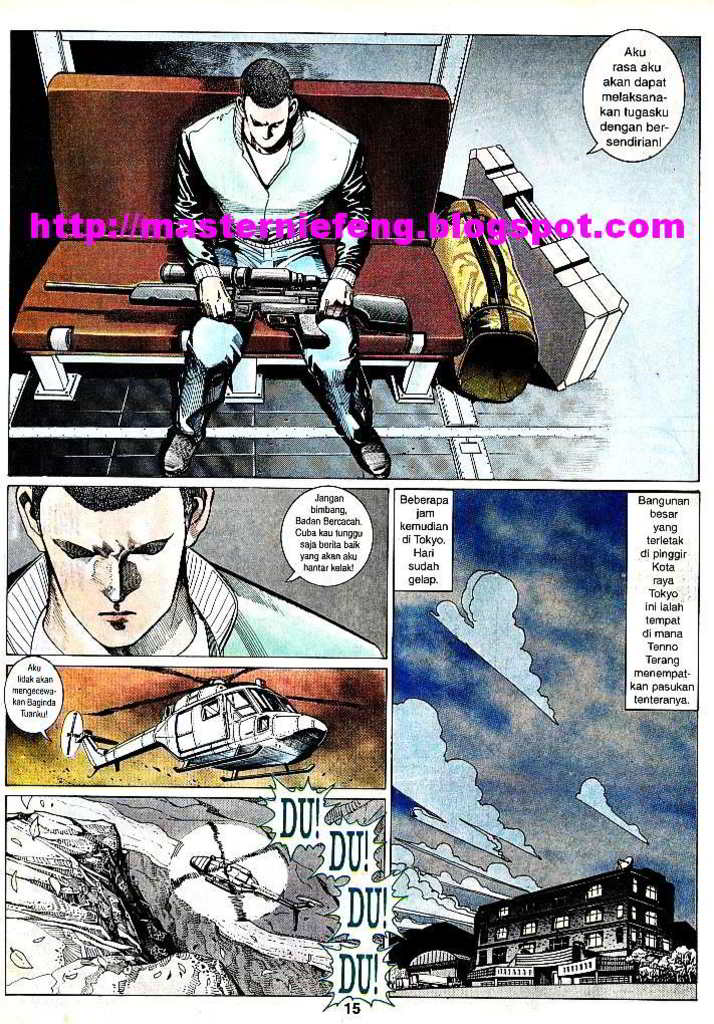 Aku
rasa aku
akan dapat
melaksana-
kan tugasku
dengan ber-
sendirian!
http://masterniefeng.blogspot.com
Jangan
bimbang,
Badan Bercacah.
Cuba kau tunggu
saja berita baik
yang akan aku
hantar kelak!
Aku
tidak akan
mengecewa-
kan Baginda
Tuanku!
DU!
DU!
DU!
DU!
Beberapa
jam
kemudian
di Tokyo.
Hari
sudah
gelap.
Bangunan
besar
yang
terletak
di pinggir
Kota
raya
Tokyo
ini ialah
tempat
di mana
Tenno
Terang
menempat-
kan pasukan
tenteranya.
15